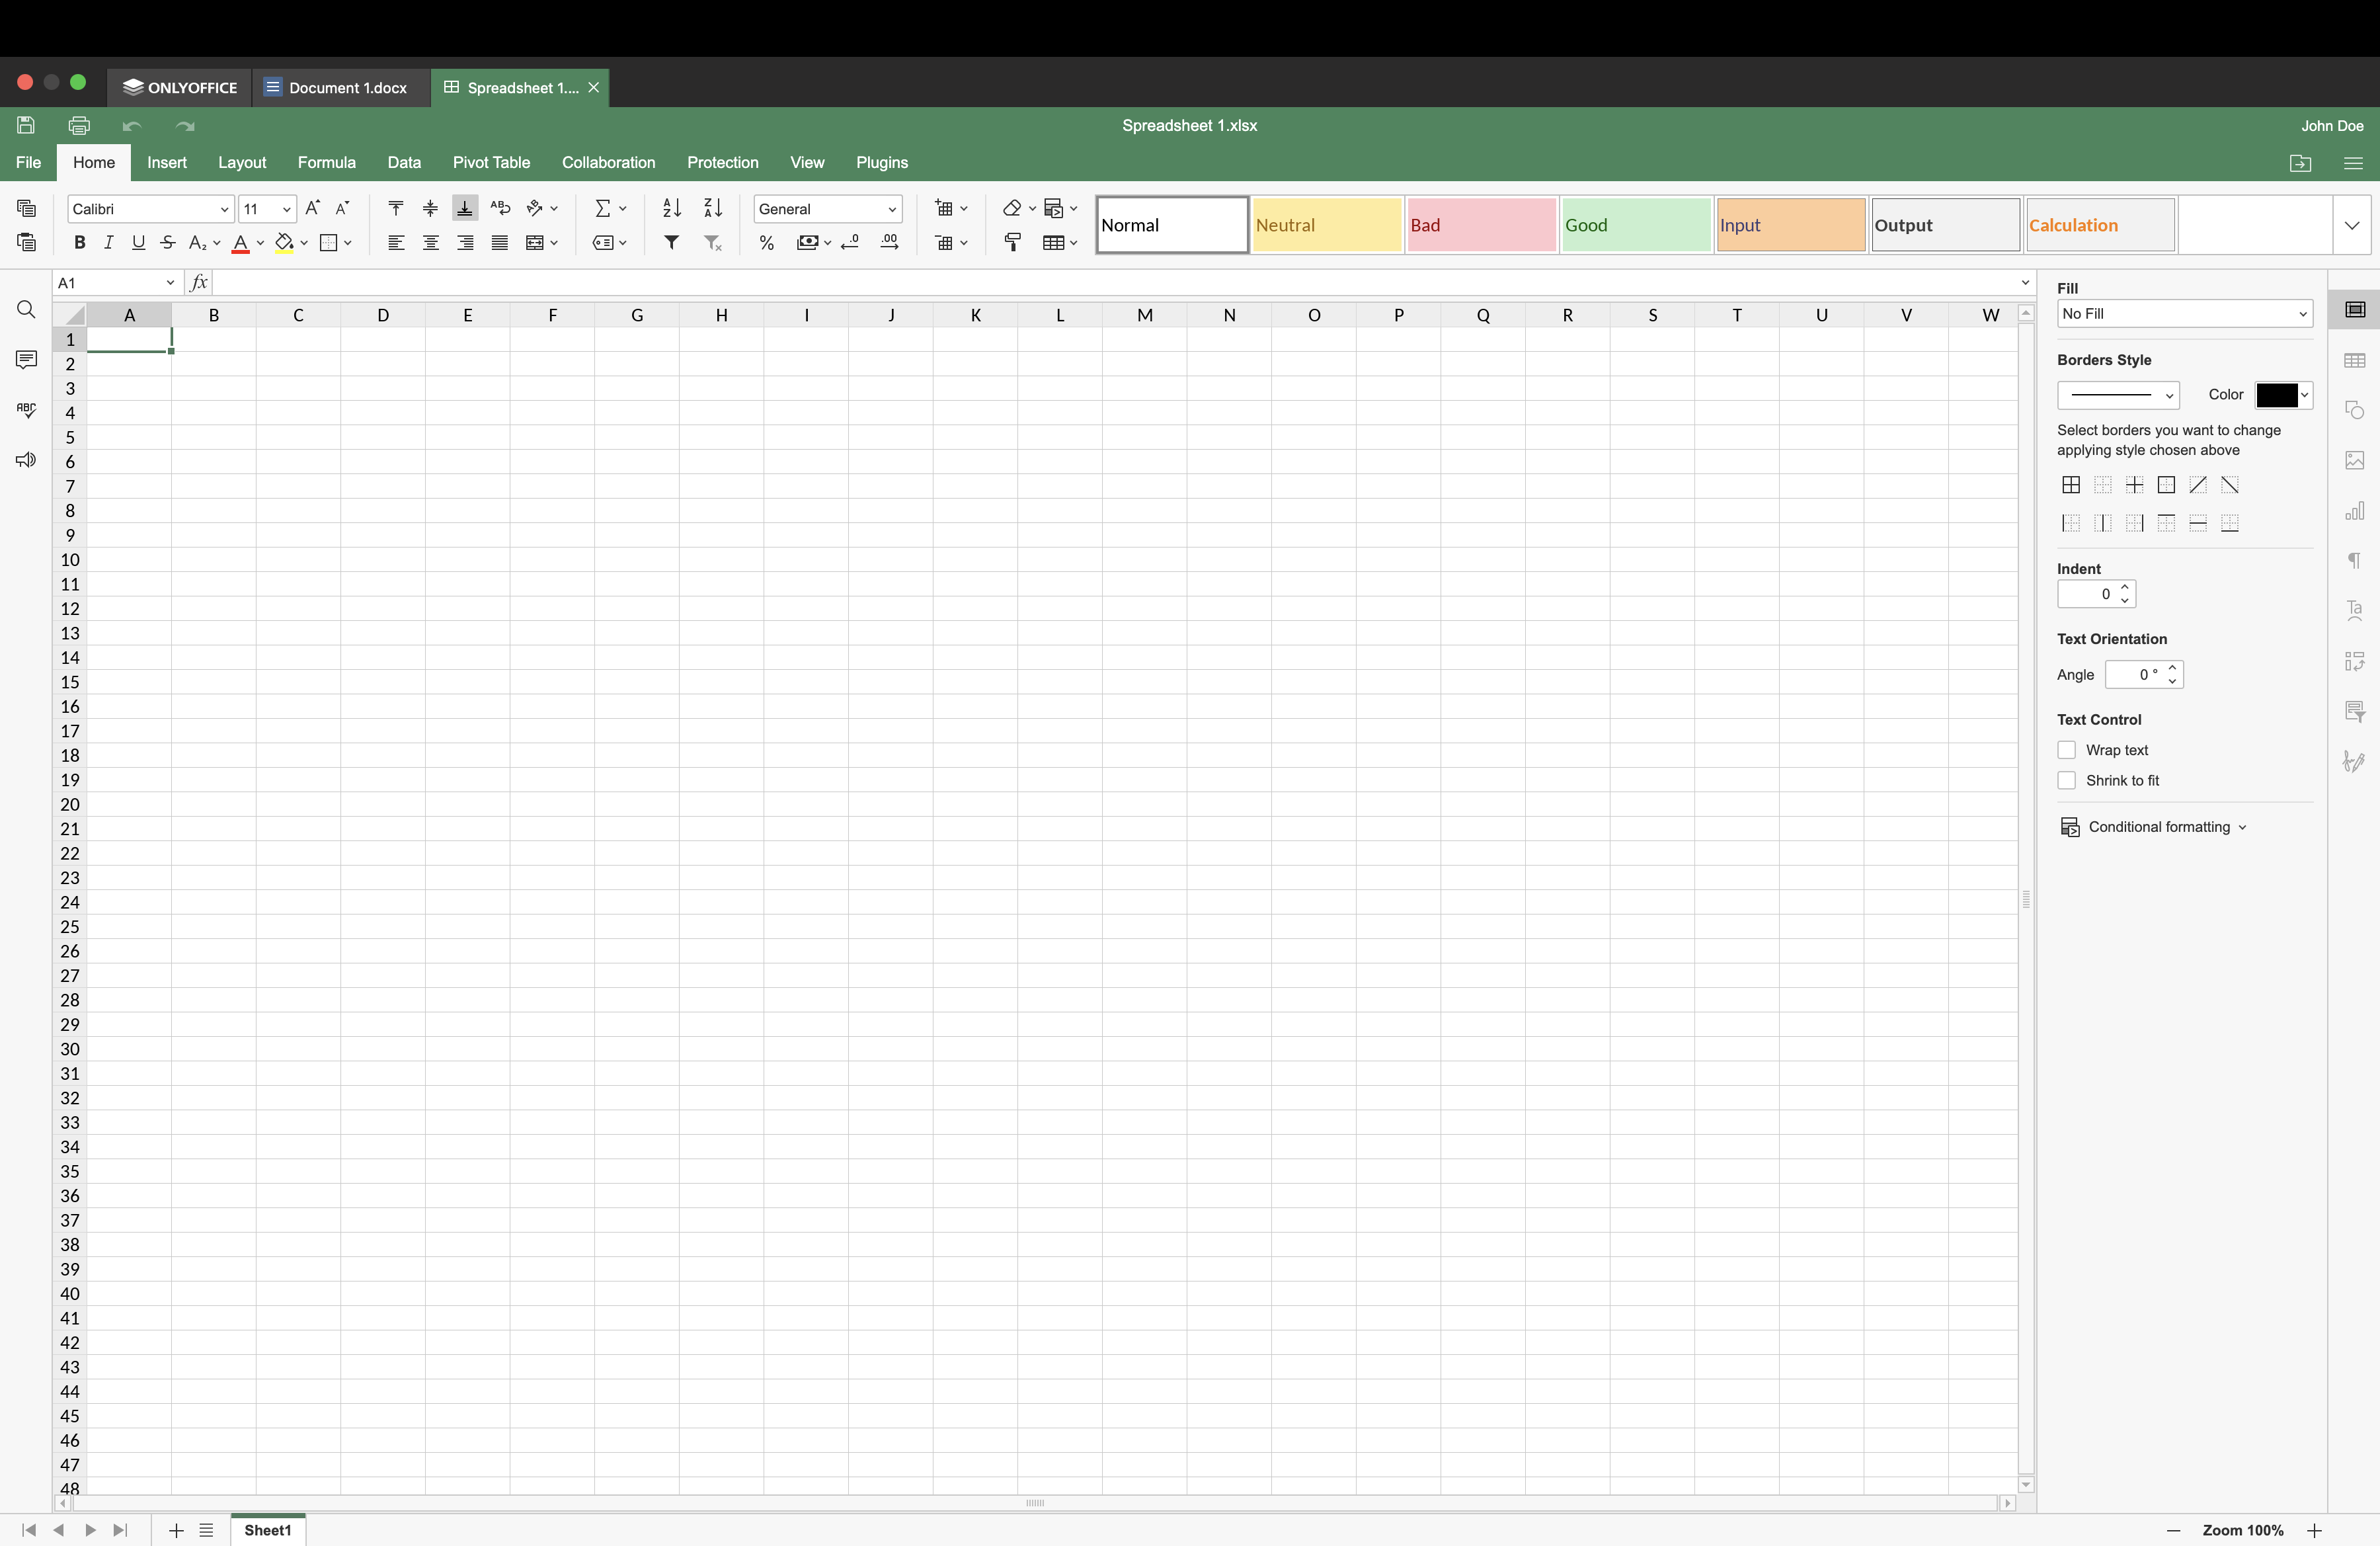 ONLYOFFICE Document 1.docx Spreadsheet 1....
Spreadsheet 1.xlsx John Doe
File Home Insert Layout Formula Data Pivot Table Collaboration Protection View Plugins
Calibri 11 General Normal Neutral Bad Good Input Output Calculation
A1 fx
A B C D E F G H I J K L M N O P Q R S T U V W
1
2
3
4
5
6
7
8
9
10
11
12
13
14
15
16
17
18
19
20
21
22
23
24
25
26
27
28
29
30
31
32
33
34
35
36
37
38
39
40
41
42
43
44
45
46
47
48
Fill
No Fill
Borders Style
Color
Select borders you want to change
applying style chosen above
Indent
0
Text Orientation
Angle 0 °
Text Control
Wrap text
Shrink to fit
Conditional formatting
Sheet1 Zoom 100%